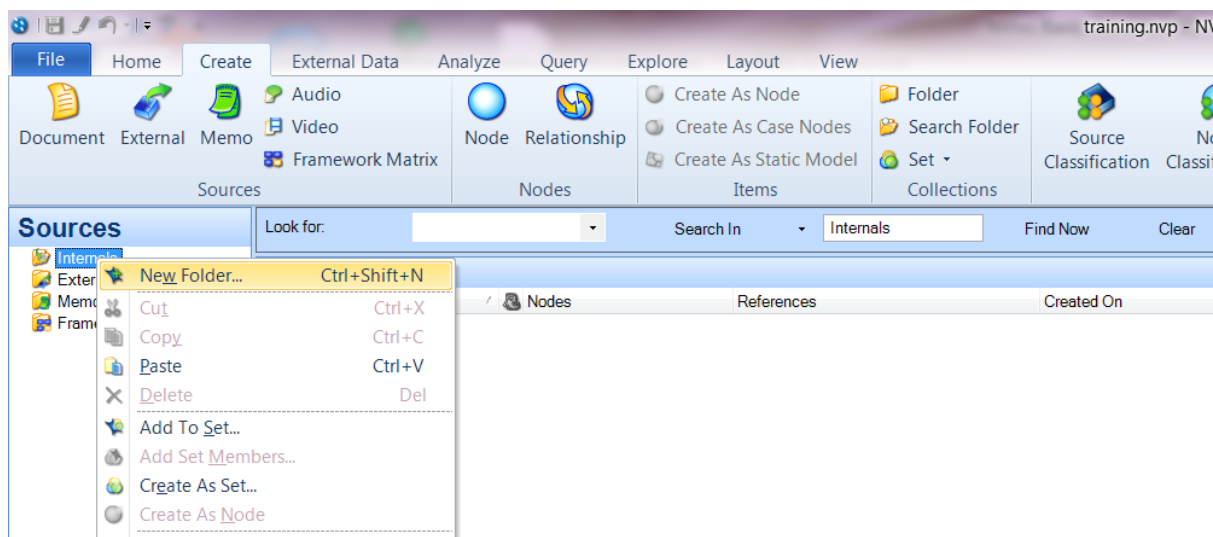 training.nvp - NV
File Home Create External Data Analyze Query Explore Layout View
Document External Memo Audio Video Framework Matrix
Sources
Node Relationship
Nodes
Create As Node
Create As Case Nodes
Create As Static Model
Items
Folder
Search Folder
Set
Collections
Source Classification
Sources
Look for: Search In Internals Find Now Clear
Internals
Exter
Memo
Frame
Nodes References Created On
New Folder... Ctrl+Shift+N
Cut Ctrl+X
Copy Ctrl+C
Paste Ctrl+V
Delete Del
Add To Set...
Add Set Members...
Create As Set...
Create As Node